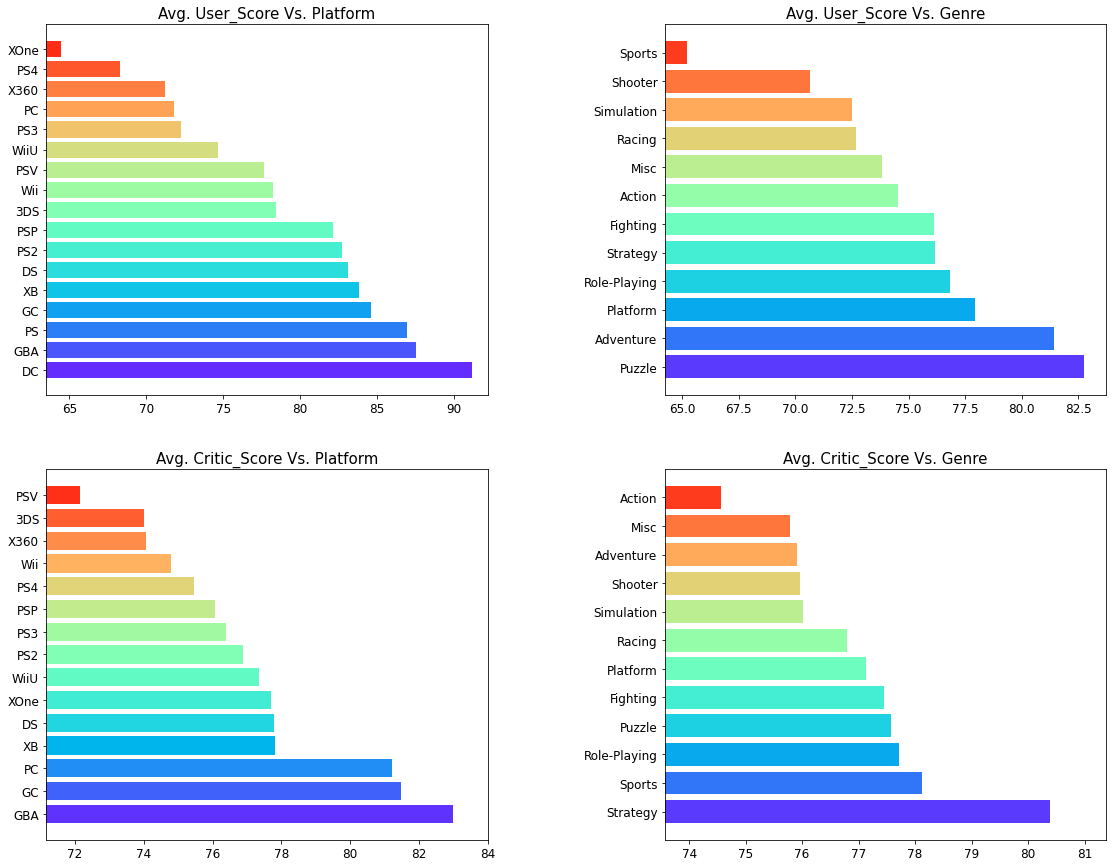 Avg. User_Score Vs. Platform
XOne
PS4
X360
PC
PS3
WiiU
PSV
Wii
3DS
PSP
PS2
DS
XB
GC
PS
GBA
DC
65 70 75 80 85 90
Avg. User_Score Vs. Genre
Sports
Shooter
Simulation
Racing
Misc
Action
Fighting
Strategy
Role-Playing
Platform
Adventure
Puzzle
65.0 67.5 70.0 72.5 75.0 77.5 80.0 82.5
Avg. Critic_Score Vs. Platform
PSV
3DS
X360
Wii
PS4
PSP
PS3
PS2
WiiU
XOne
DS
XB
PC
GC
GBA
72 74 76 78 80 82 84
Avg. Critic_Score Vs. Genre
Action
Misc
Adventure
Shooter
Simulation
Racing
Platform
Fighting
Puzzle
Role-Playing
Sports
Strategy
74 75 76 77 78 79 80 81